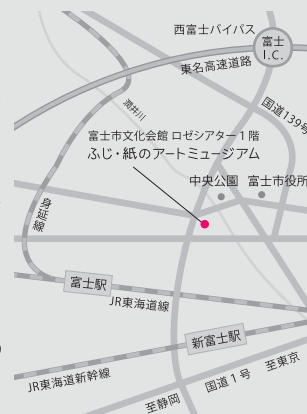 西富士バイパス
富士
I.C.
東名高速道路
国道139号
潤井川
富士市文化会館 ロゼシアター1階
ふじ・紙のアートミュージアム
中央公園
富士市役所
身延線
富士駅
JR東海道線
新富士駅
JR東海道新幹線
国道1号
至東京
至静岡